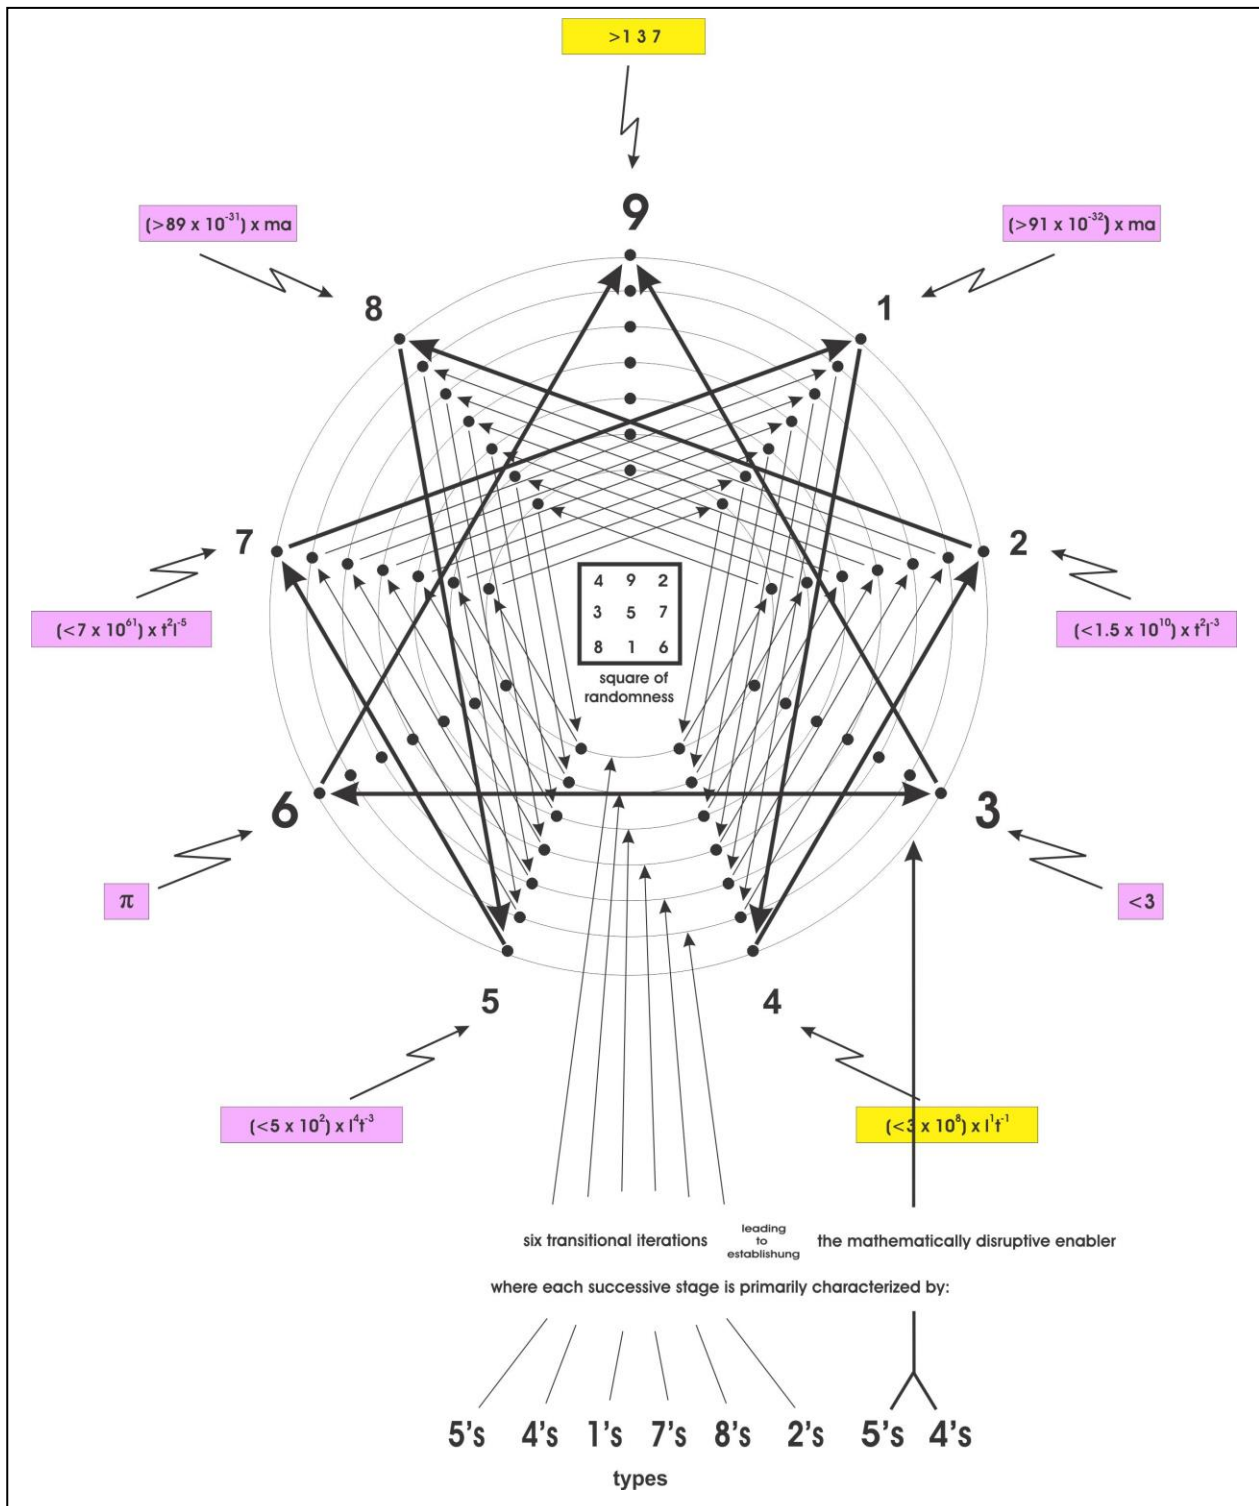 >1 3 7
9
(>89 x 10⁻³¹) x ma
(>91 x 10⁻³²) x ma
8
1
7
2
4 9 2
3 5 7
8 1 6
square of
randomness
(<7 x 10⁶¹) x t²l⁻⁵
(<1.5 x 10¹⁰) x t²l⁻³
6
3
π
<3
5
4
(<5 x 10²) x l⁴t⁻³
(<3 x 10⁸) x l¹t⁻¹
six transitional iterations
leading
to
establishung
the mathematically disruptive enabler
where each successive stage is primarily characterized by:
5's 4's 1's 7's 8's 2's 5's 4's
types